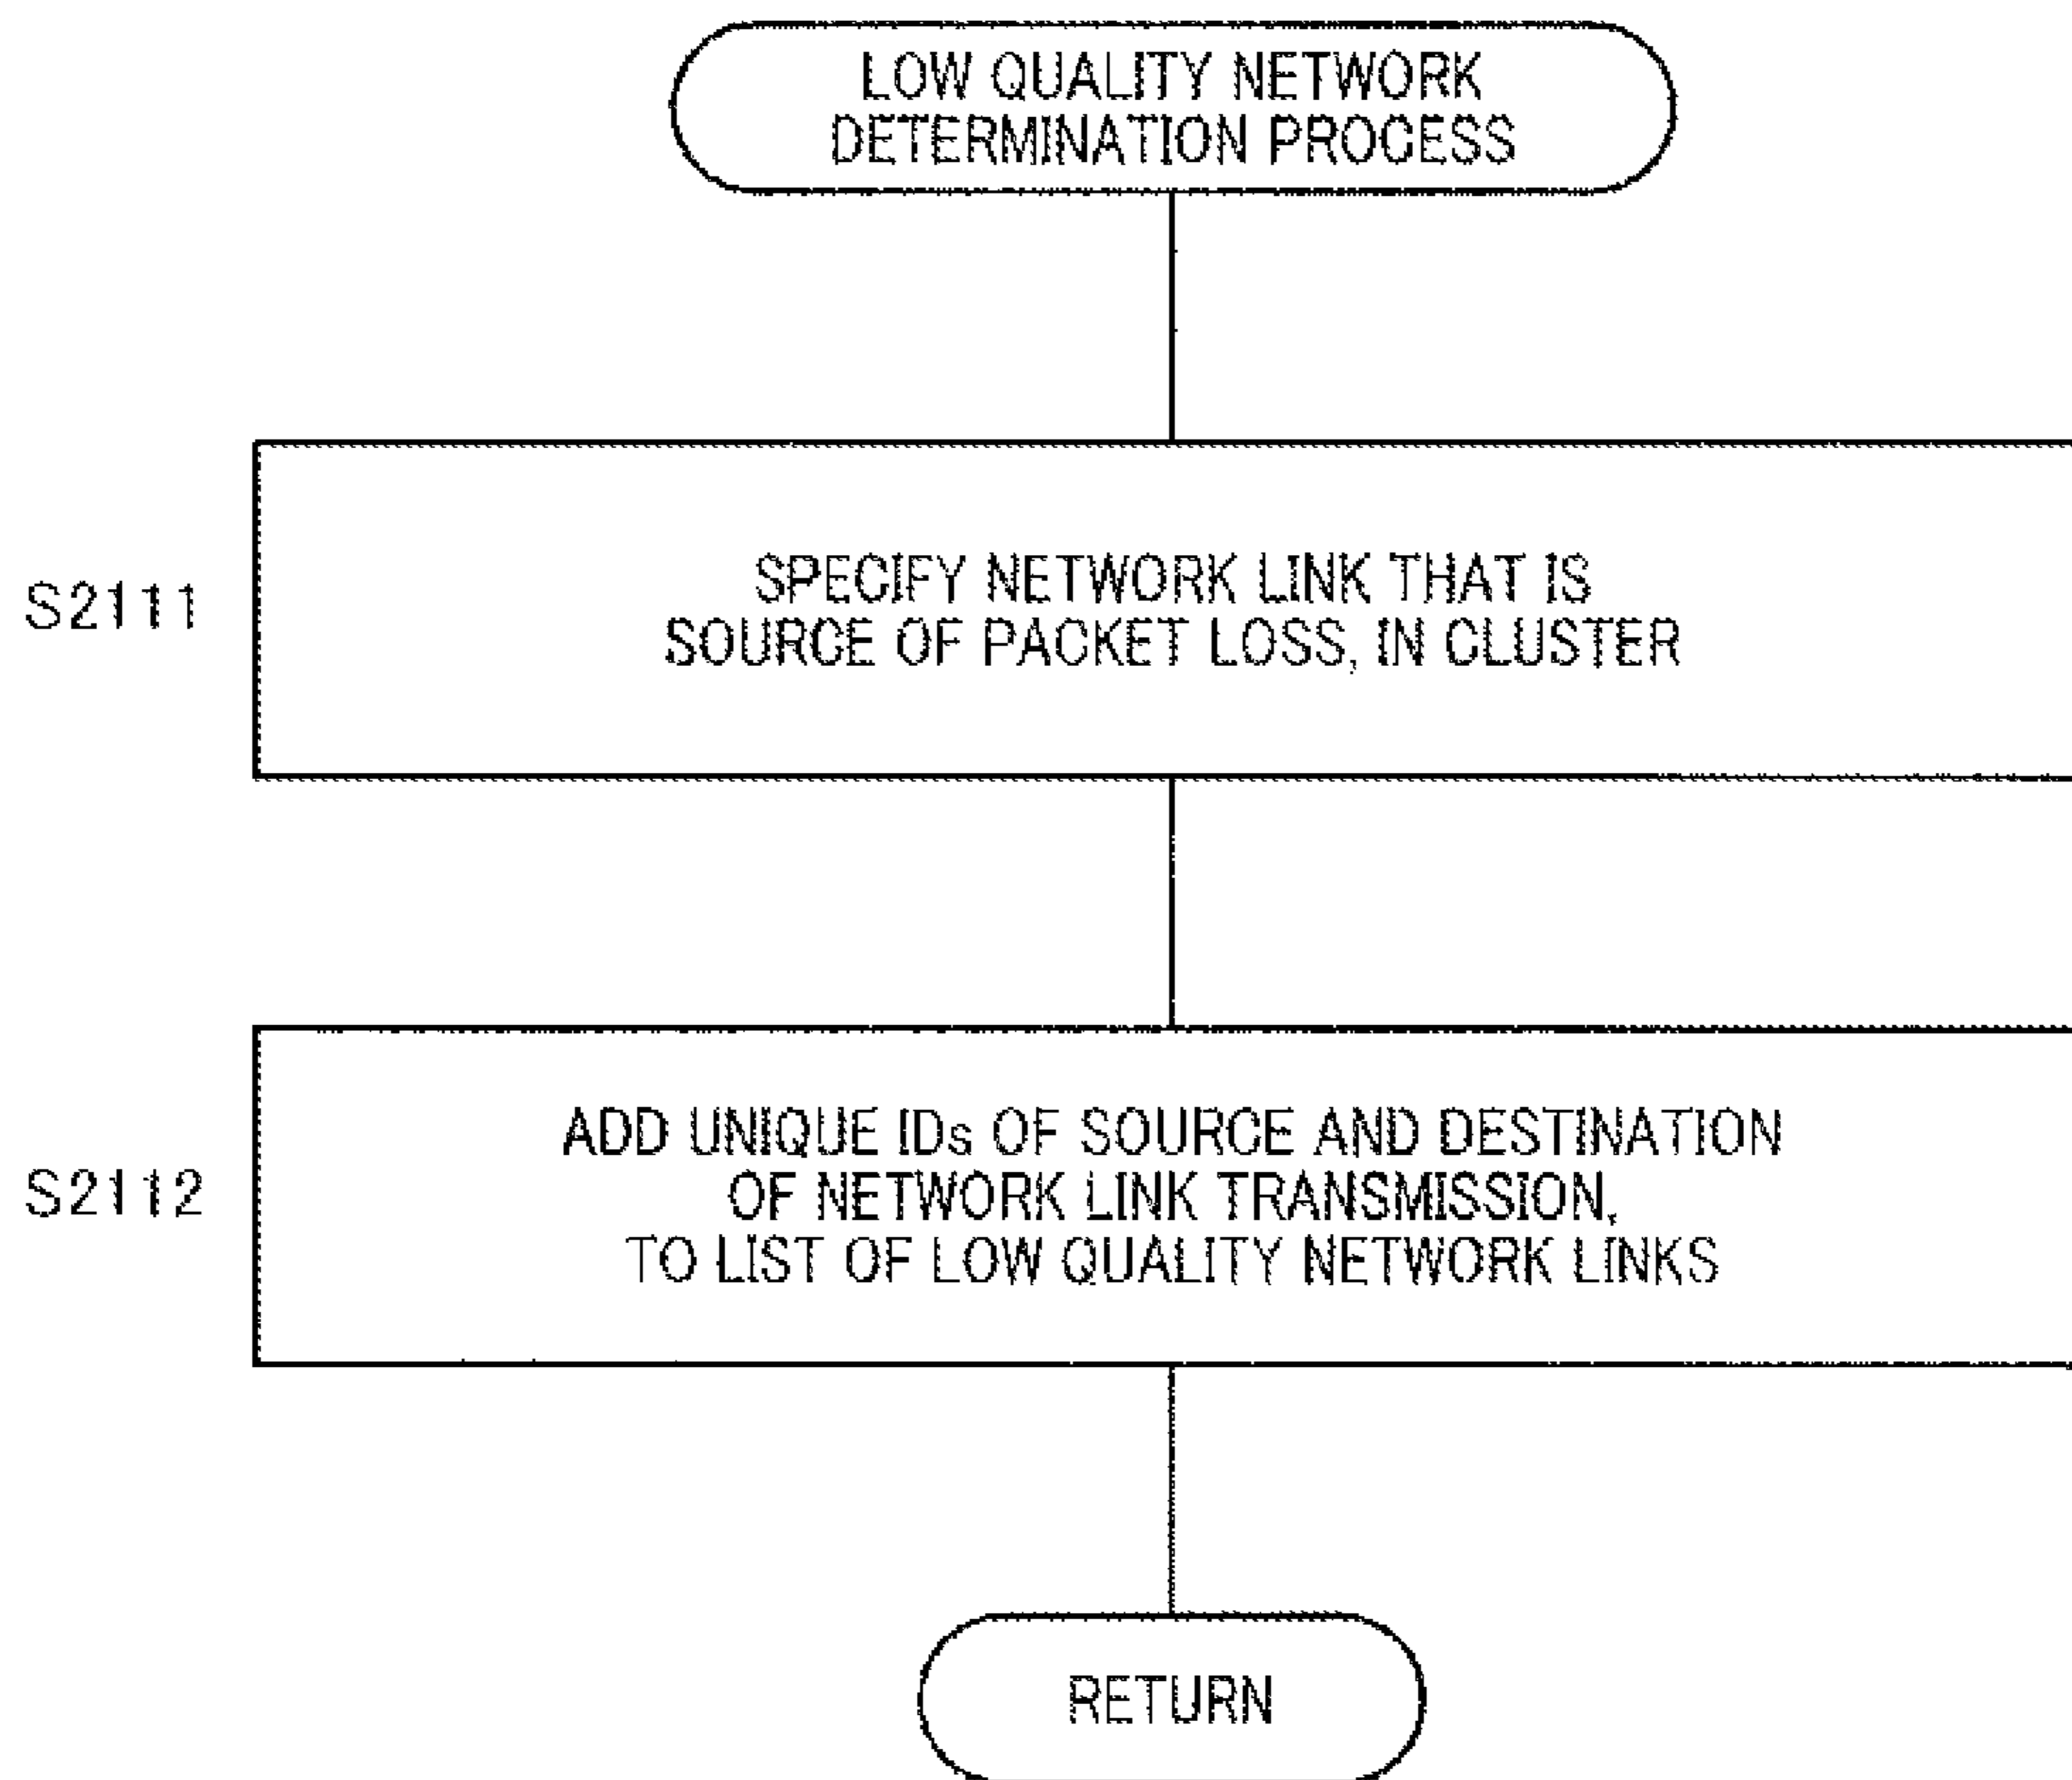 LOW QUALITY NETWORK
DETERMINATION PROCESS
S2111
SPECIFY NETWORK LINK THAT IS
SOURCE OF PACKET LOSS, IN CLUSTER
S2112
ADD UNIQUE IDs OF SOURCE AND DESTINATION
OF NETWORK LINK TRANSMISSION,
TO LIST OF LOW QUALITY NETWORK LINKS
RETURN